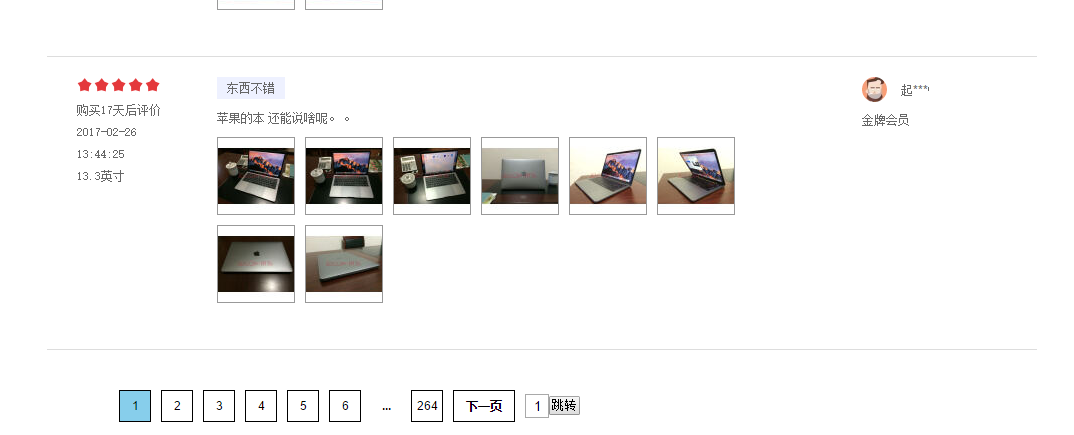 东西不错
起***
购买17天后评价
苹果的本 还能说啥呢。。
金牌会员
2017-02-26
13:44:25
13.3英寸
1 2 3 4 5 6 ... 264 下一页 1 跳转